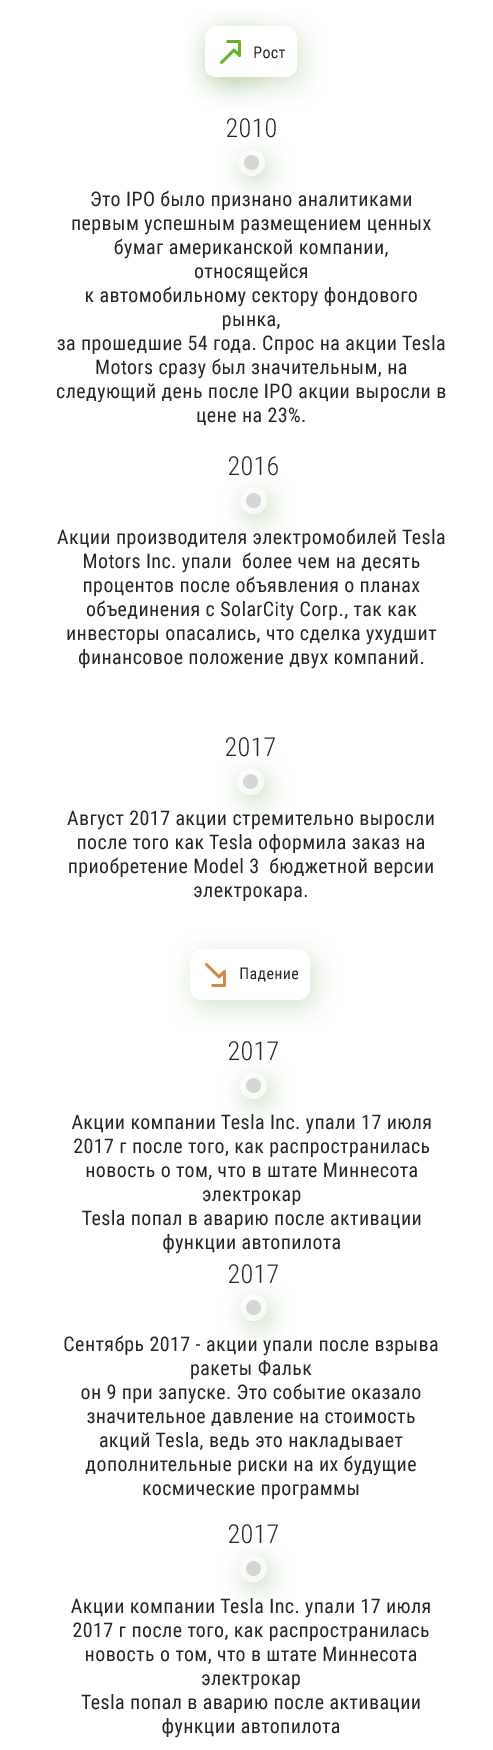 Рост
2010
Это IPO было признано аналитиками
первым успешным размещением ценных
бумаг американской компании,
относящейся
к автомобильному сектору фондового
рынка,
за прошедшие 54 года. Спрос на акции Tesla
Motors сразу был значительным, на
следующий день после IPO акции выросли в
цене на 23%.
2016
Акции производителя электромобилей Tesla
Motors Inc. упали  более чем на десять
процентов после объявления о планах
объединения с SolarCity Corp., так как
инвесторы опасались, что сделка ухудшит
финансовое положение двух компаний.
2017
Август 2017 акции стремительно выросли
после того как Tesla оформила заказ на
приобретение Model 3  бюджетной версии
электрокара.
Падение
2017
Акции компании Tesla Inc. упали 17 июля
2017 г после того, как распространилась
новость о том, что в штате Миннесота
электрокар
Tesla попал в аварию после активации
функции автопилота
2017
Сентябрь 2017 - акции упали после взрыва
ракеты Фальк
он 9 при запуске. Это событие оказало
значительное давление на стоимость
акций Tesla, ведь это накладывает
дополнительные риски на их будущие
космические программы
2017
Акции компании Tesla Inc. упали 17 июля
2017 г после того, как распространилась
новость о том, что в штате Миннесота
электрокар
Tesla попал в аварию после активации
функции автопилота